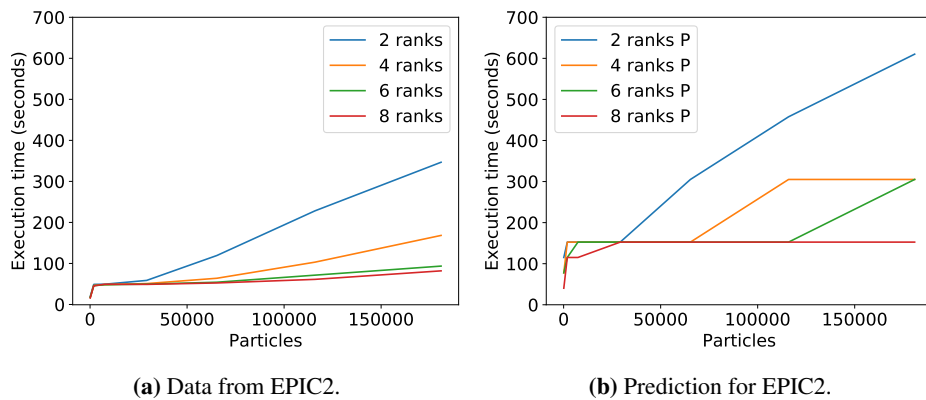 700
600
500
400
300
200
100
0
Execution time (seconds)
2 ranks
4 ranks
6 ranks
8 ranks
0 50000 100000 150000
Particles
(a) Data from EPIC2.
700
600
500
400
300
200
100
0
Execution time (seconds)
2 ranks P
4 ranks P
6 ranks P
8 ranks P
0 50000 100000 150000
Particles
(b) Prediction for EPIC2.